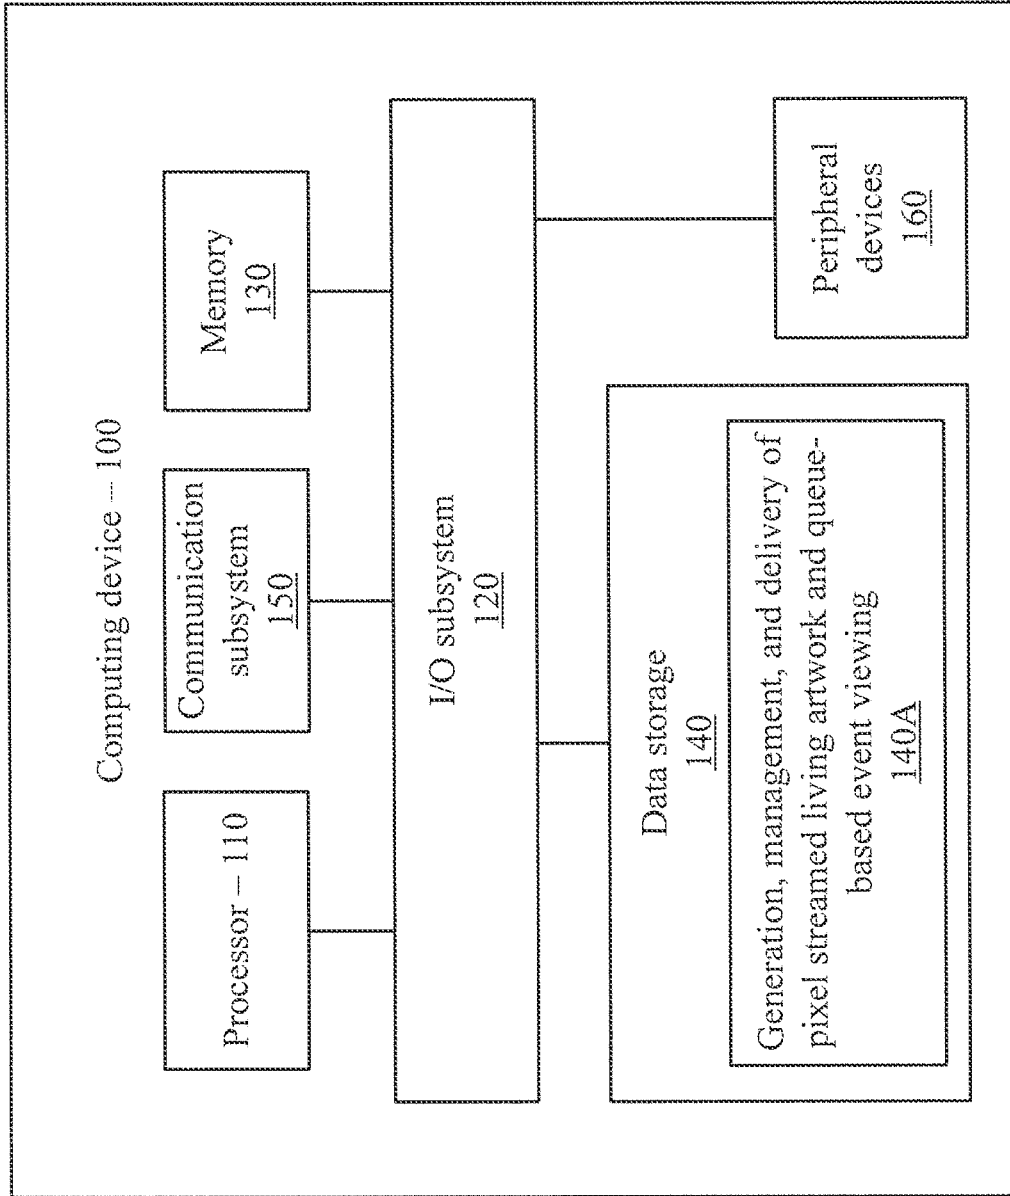 Computing device – 100
Processor – 110
Communication
subsystem
150
Memory
130
I/O subsystem
120
Data storage
140
Generation, management, and delivery of
pixel streamed living artwork and queue-
based event viewing
140A
Peripheral
devices
160